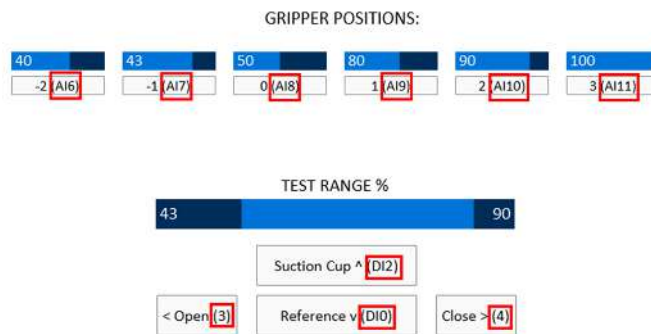 GRIPPER POSITIONS:
40 43 50 80 90 100
-2 (AI6) -1 (AI7) 0 (AI8) 1 (AI9) 2 (AI10) 3 (AI11)
TEST RANGE %
43 90
Suction Cup ^ (DI2)
< Open (3) Reference v (DI0) Close > (4)